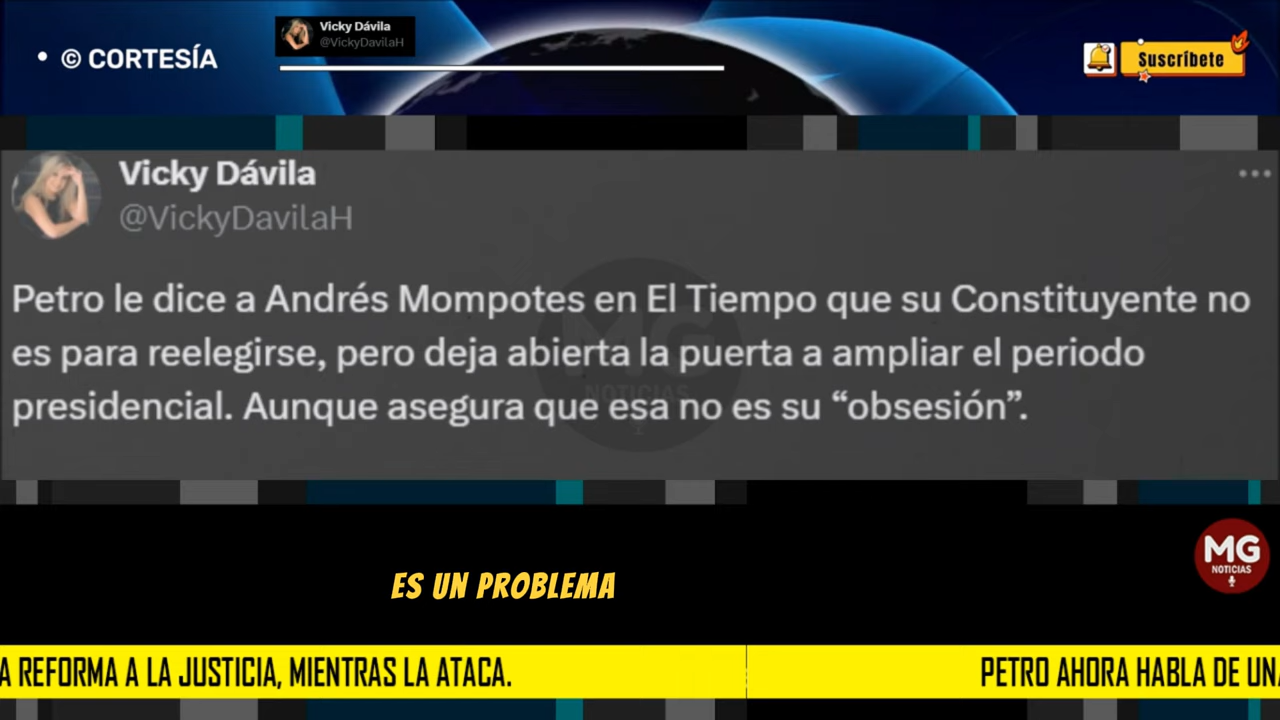 • © CORTESÍA
Vicky Dávila
@VickyDavilaH
Suscríbete
Vicky Dávila
@VickyDavilaH
Petro le dice a Andrés Mompotes en El Tiempo que su Constituyente no
es para reelegirse, pero deja abierta la puerta a ampliar el periodo
presidencial. Aunque asegura que esa no es su “obsesión”.
MG
NOTICIAS
ES UN PROBLEMA
MG
NOTICIAS
A REFORMA A LA JUSTICIA, MIENTRAS LA ATACA.
PETRO AHORA HABLA DE UNA